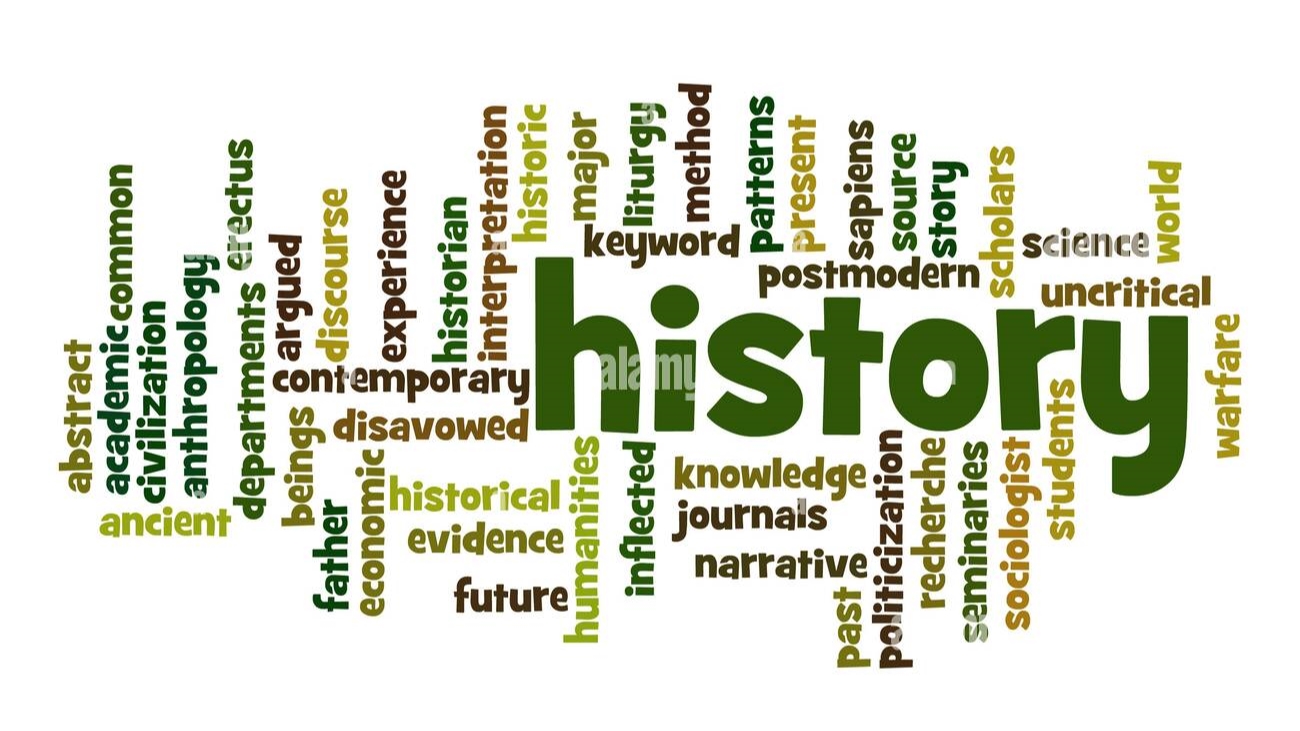 abstract
academic
common
civilization
anthropology
erectus
departments
ancient
argued
discourse
experience
historian
interpretation
historic
major
liturgy
method
patterns
present
sapiens
source
story
scholars
world
keyword
science
postmodern
uncritical
history
alamy
contemporary
disavowed
warfare
beings
father
economic
historical
evidence
future
humanities
inflected
knowledge
journals
narrative
past
politicization
recherche
seminaries
sociologist
students